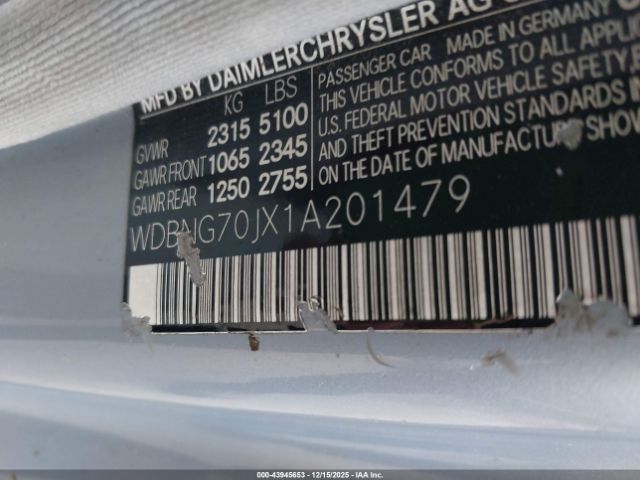 MFD BY DAIMLERCHRYSLER AG
KG LBS
GVWR 2315 5100
GAWR FRONT 1065 2345
GAWR REAR 1250 2755
PASSENGER CAR MADE IN GERMANY
THIS VEHICLE CONFORMS TO ALL
U.S. FEDERAL MOTOR VEHICLE SAFETY,
AND THEFT PREVENTION STANDARDS IN
ON THE DATE OF MANUFACTURE SHOW
WDBNG70JX1A201479
000-43945653 - 12/15/2025 - IAA Inc.